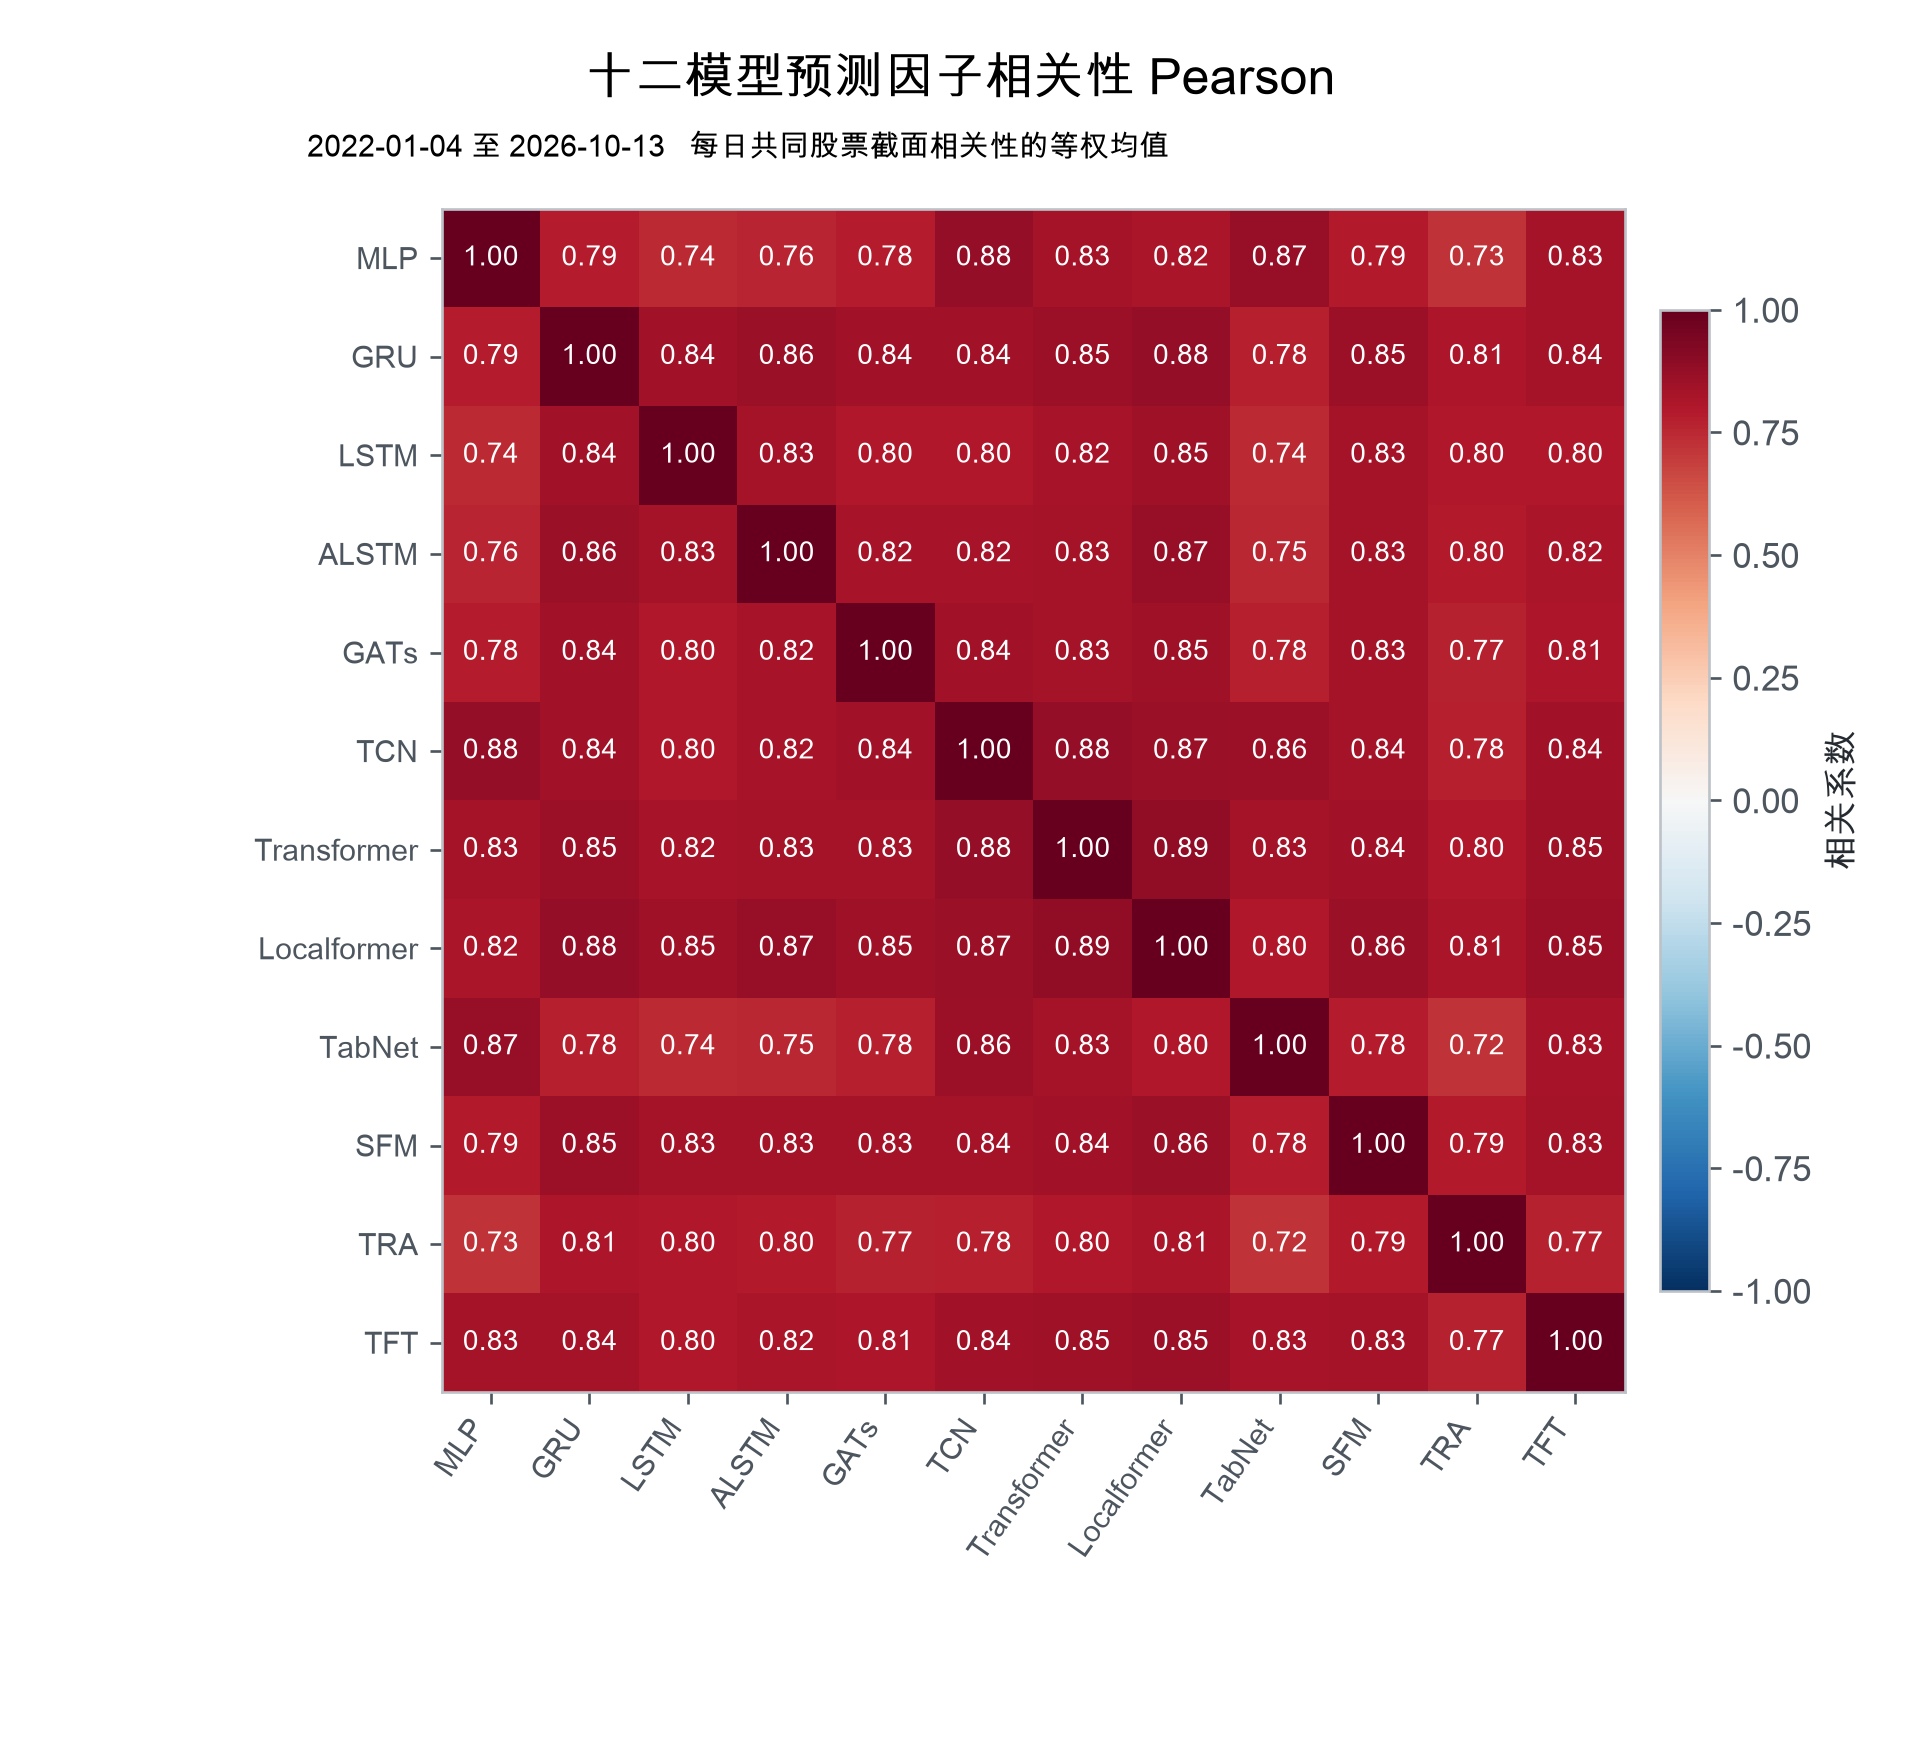 十二模型预测因子相关性 Pearson
2022-01-04 至 2026-10-13 每日共同股票截面相关性的等权均值
MLP 1.00 0.79 0.74 0.76 0.78 0.88 0.83 0.82 0.87 0.79 0.73 0.83
GRU 0.79 1.00 0.84 0.86 0.84 0.84 0.85 0.88 0.78 0.85 0.81 0.84
LSTM 0.74 0.84 1.00 0.83 0.80 0.80 0.82 0.85 0.74 0.83 0.80 0.80
ALSTM 0.76 0.86 0.83 1.00 0.82 0.82 0.83 0.87 0.75 0.83 0.80 0.82
GATs 0.78 0.84 0.80 0.82 1.00 0.84 0.83 0.85 0.78 0.83 0.77 0.81
TCN 0.88 0.84 0.80 0.82 0.84 1.00 0.88 0.87 0.86 0.84 0.78 0.84
Transformer 0.83 0.85 0.82 0.83 0.83 0.88 1.00 0.89 0.83 0.84 0.80 0.85
Localformer 0.82 0.88 0.85 0.87 0.85 0.87 0.89 1.00 0.80 0.86 0.81 0.85
TabNet 0.87 0.78 0.74 0.75 0.78 0.86 0.83 0.80 1.00 0.78 0.72 0.83
SFM 0.79 0.85 0.83 0.83 0.83 0.84 0.84 0.86 0.78 1.00 0.79 0.83
TRA 0.73 0.81 0.80 0.80 0.77 0.78 0.80 0.81 0.72 0.79 1.00 0.77
TFT 0.83 0.84 0.80 0.82 0.81 0.84 0.85 0.85 0.83 0.83 0.77 1.00
MLP GRU LSTM ALSTM GATs TCN Transformer Localformer TabNet SFM TRA TFT
1.00
0.75
0.50
0.25
0.00
-0.25
-0.50
-0.75
-1.00
相关系数